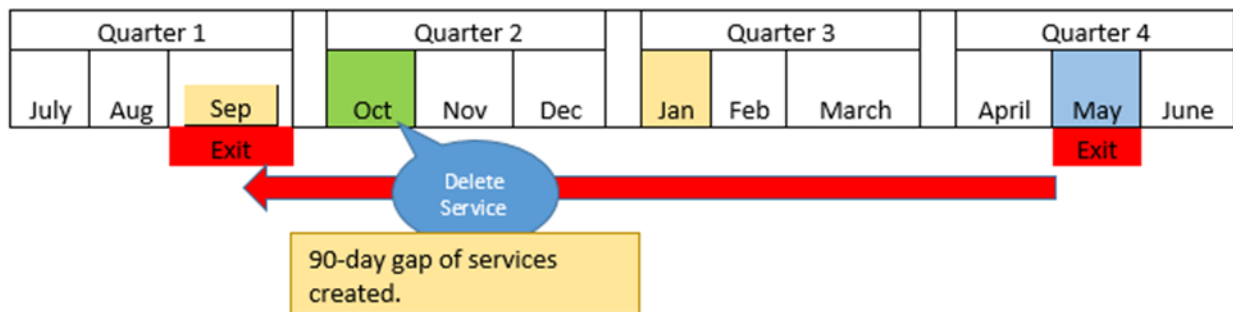 Quarter 1 Quarter 2 Quarter 3 Quarter 4
July Aug Sep Oct Nov Dec Jan Feb March April May June
Exit Exit
Delete
Service
90-day gap of services
created.